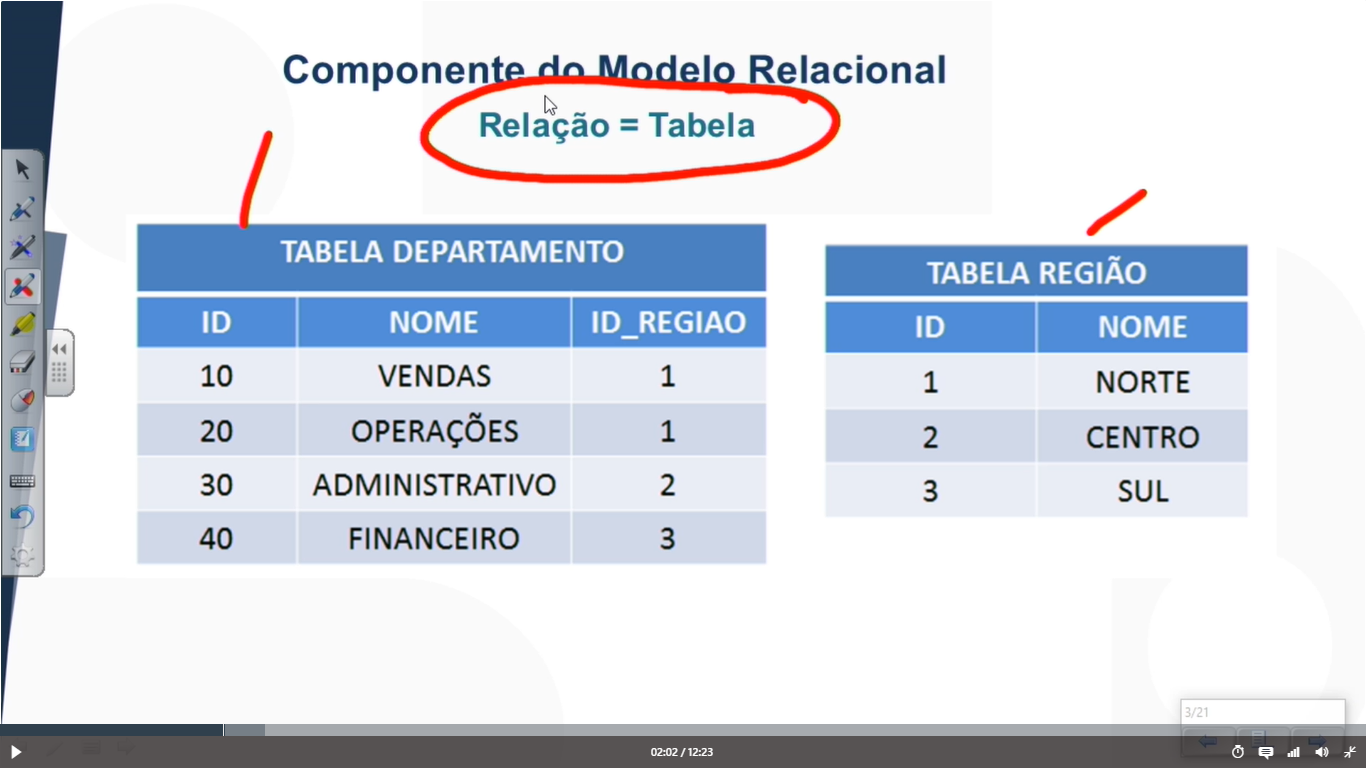 Componente do Modelo Relacional
Relação = Tabela
TABELA DEPARTAMENTO
ID NOME ID_REGIAO
10 VENDAS 1
20 OPERAÇÕES 1
30 ADMINISTRATIVO 2
40 FINANCEIRO 3
TABELA REGIÃO
ID NOME
1 NORTE
2 CENTRO
3 SUL
3/21
02:02 / 12:23